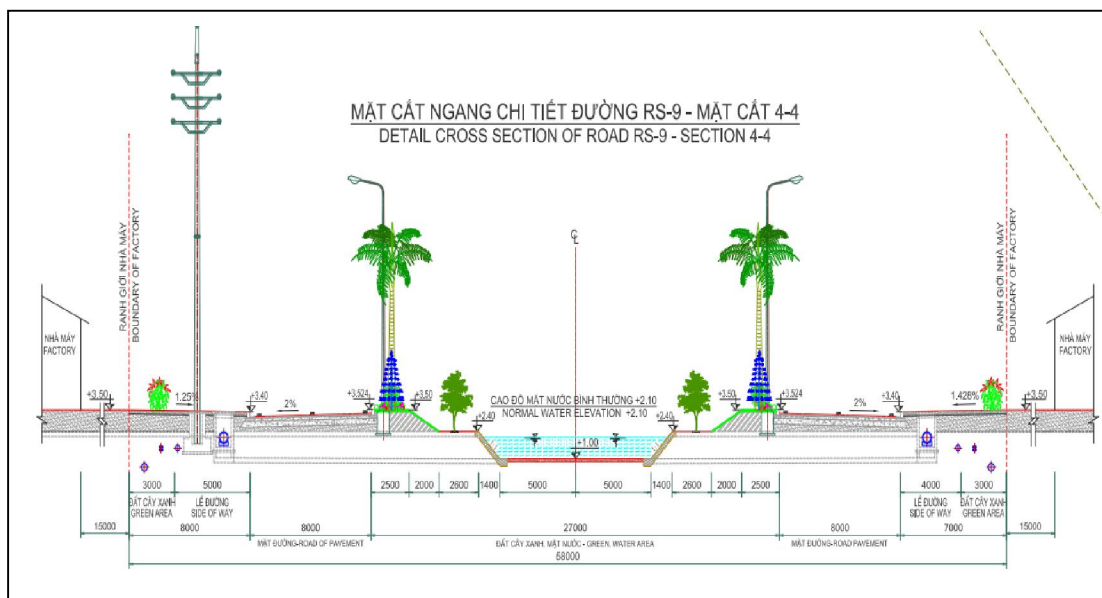 MẶT CẮT NGANG CHI TIẾT ĐƯỜNG RS-9 - MẶT CẮT 4-4
DETAIL CROSS SECTION OF ROAD RS-9 - SECTION 4-4
RANH GIỚI NHÀ MÁY
BOUNDARY OF FACTORY
℄
RANH GIỚI NHÀ MÁY
BOUNDARY OF FACTORY
NHÀ MÁY
FACTORY
NHÀ MÁY
FACTORY
+3.50
1.25%
+3.40
2%
+3.524
+3.50
+2.40
CAO ĐỘ MẶT NƯỚC BÌNH THƯỜNG +2.10
NORMAL WATER ELEVATION +2.10
+1.00
+2.40
+3.50
+3.524
2%
+3.40
1.428%
+3.50
3000 5000 2500 2000 2600 1400 5000 5000 1400 2600 2000 2500 4000 3000
ĐẤT CÂY XANH
GREEN AREA
LỀ ĐƯỜNG
SIDE OF WAY
LỀ ĐƯỜNG
SIDE OF WAY
ĐẤT CÂY XANH
GREEN AREA
15000 8000 8000 27000 8000 7000 15000
MẶT ĐƯỜNG-ROAD OF PAVEMENT
ĐẤT CÂY XANH, MẶT NƯỚC - GREEN, WATER AREA
MẶT ĐƯỜNG-ROAD PAVEMENT
58000